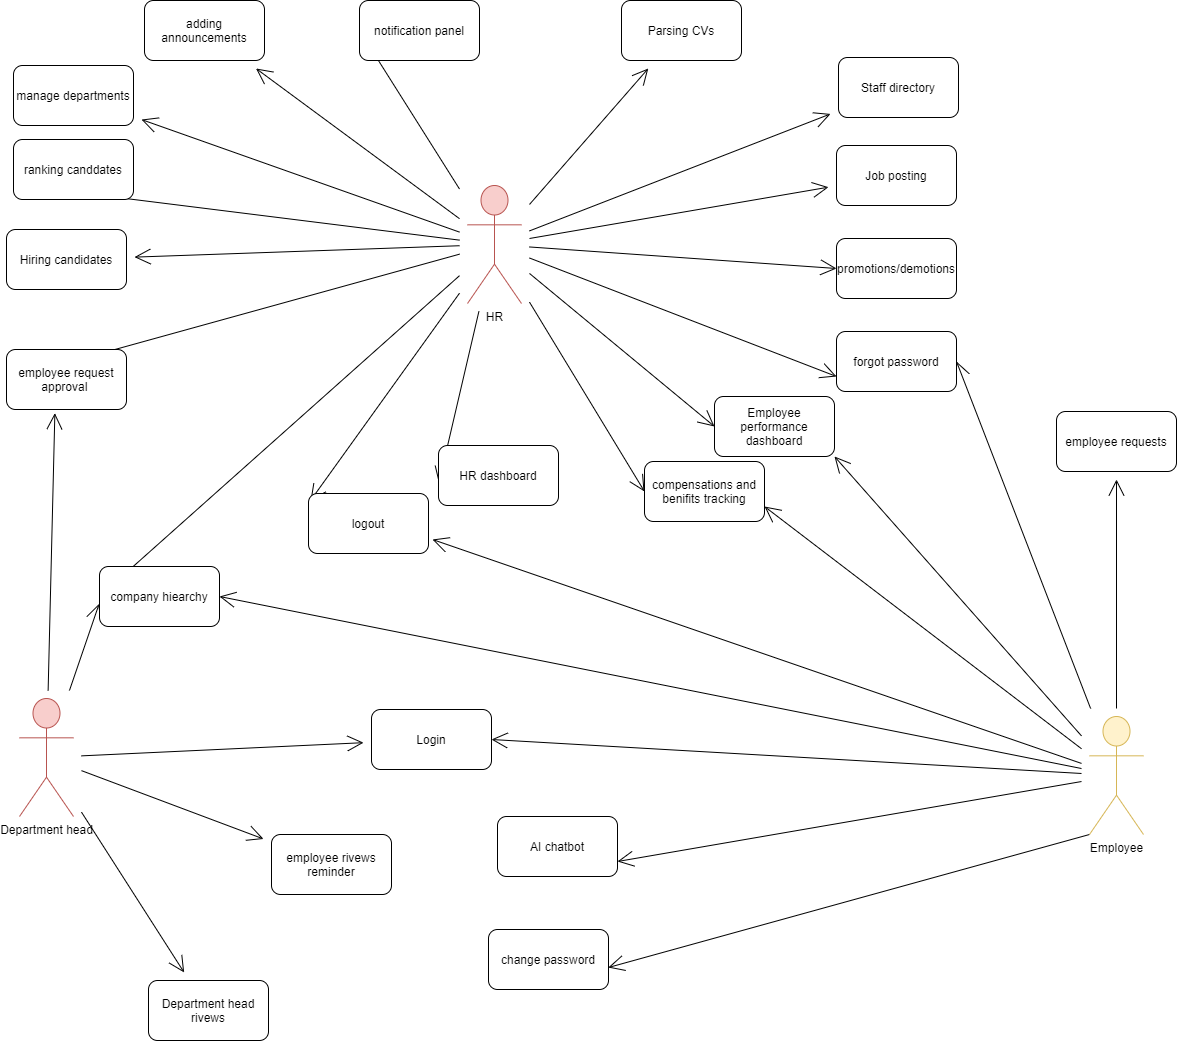 adding
announcements
notification panel
Parsing CVs
manage departments
Staff directory
ranking canddates
Job posting
Hiring candidates
promotions/demotions
HR
employee request
approval
forgot password
Employee
performance
dashboard
employee requests
HR dashboard
compensations and
benifits tracking
logout
company hiearchy
Login
Department head
AI chatbot
Employee
employee rivews
reminder
change password
Department head
rivews